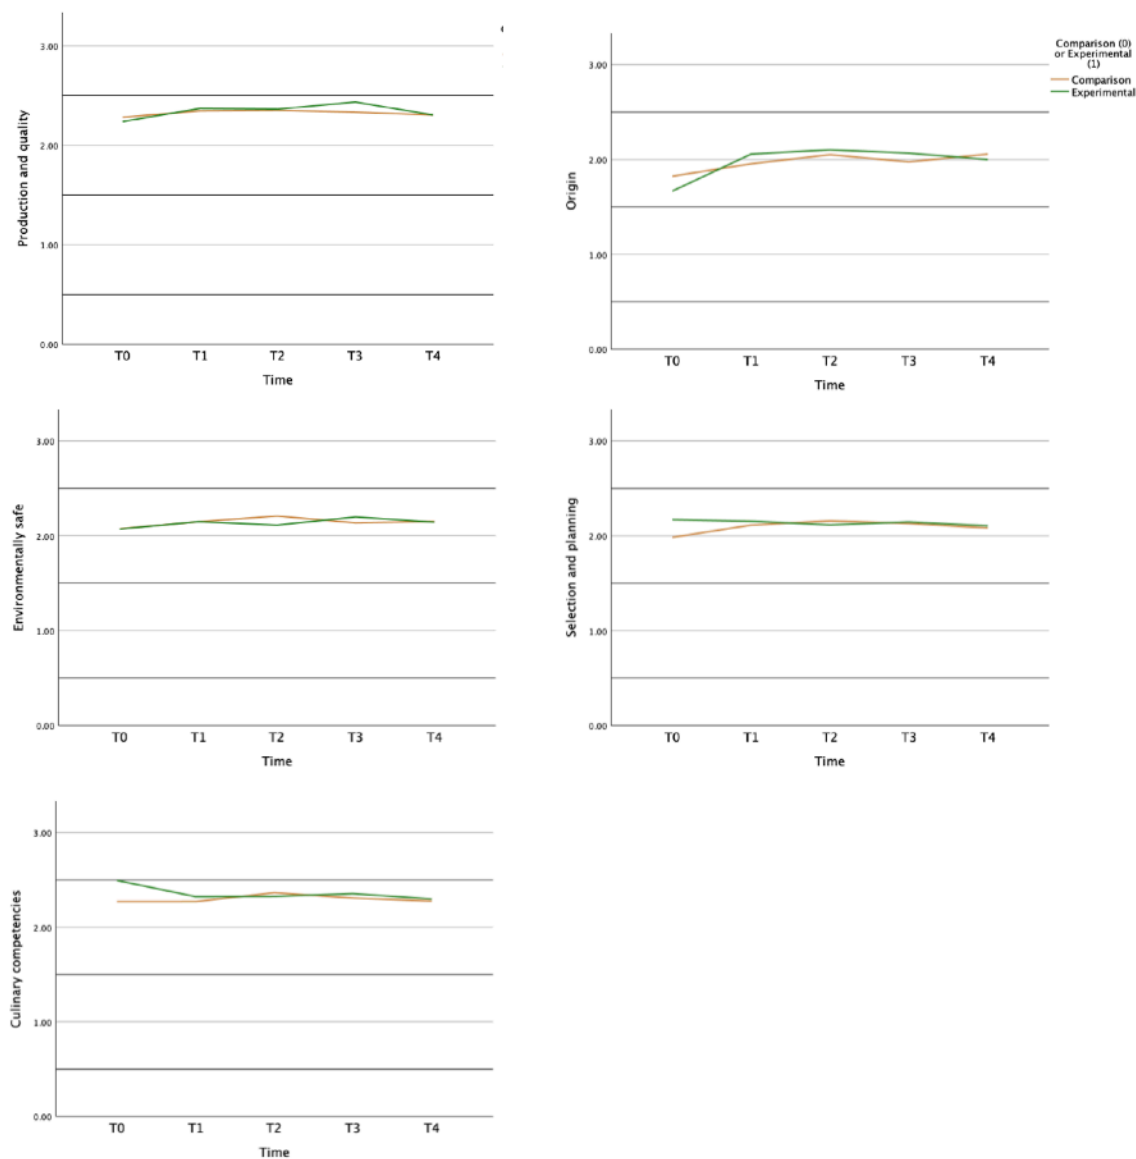 3.00
2.00
1.00
0.00
Production and quality
T0 T1 T2 T3 T4
Time
Comparison (0)
or Experimental
(1)
Comparison
Experimental
3.00
2.00
1.00
0.00
Origin
T0 T1 T2 T3 T4
Time
3.00
2.00
1.00
0.00
Environmentally safe
T0 T1 T2 T3 T4
Time
3.00
2.00
1.00
0.00
Selection and planning
T0 T1 T2 T3 T4
Time
3.00
2.00
1.00
0.00
Culinary competencies
T0 T1 T2 T3 T4
Time